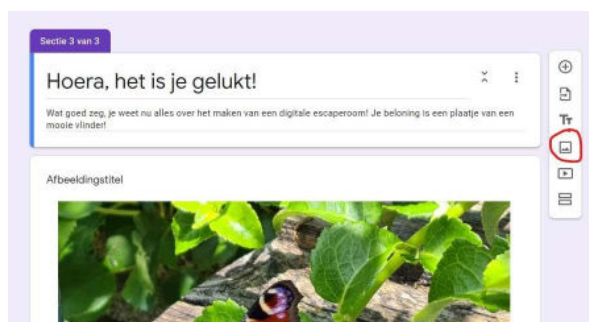 Sectie 3 van 3
Hoera, het is je gelukt!
Wat goed zeg, je weet nu alles over het maken van een digitale escaperoom! Je beloning is een plaatje van een
mooie vlinder!
Tт
Afbeeldingstitel